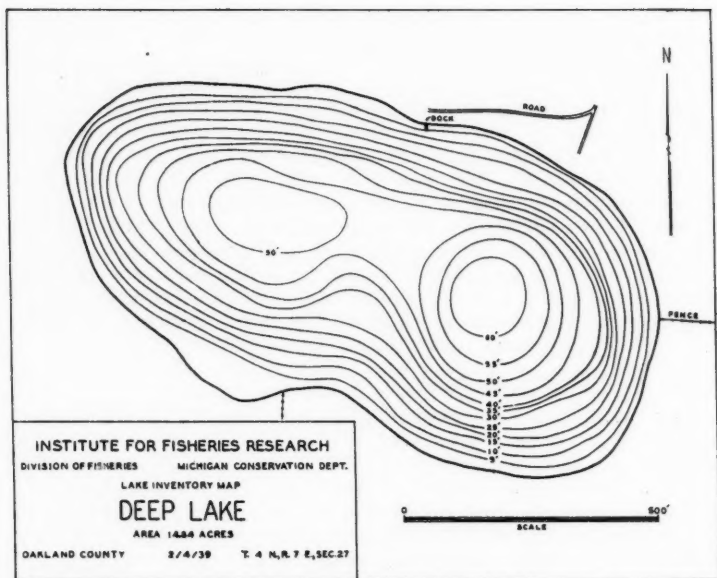 N
ROAD
DOCK
FENCE
50'
60'
55'
50'
45'
40'
35'
30'
25'
20'
15'
10'
5'
INSTITUTE FOR FISHERIES RESEARCH
DIVISION OF FISHERIES MICHIGAN CONSERVATION DEPT.
LAKE INVENTORY MAP
DEEP LAKE
AREA 14.84 ACRES
OAKLAND COUNTY 2/4/39 T. 4 N., R. 7 E., SEC. 27
0 500'
SCALE